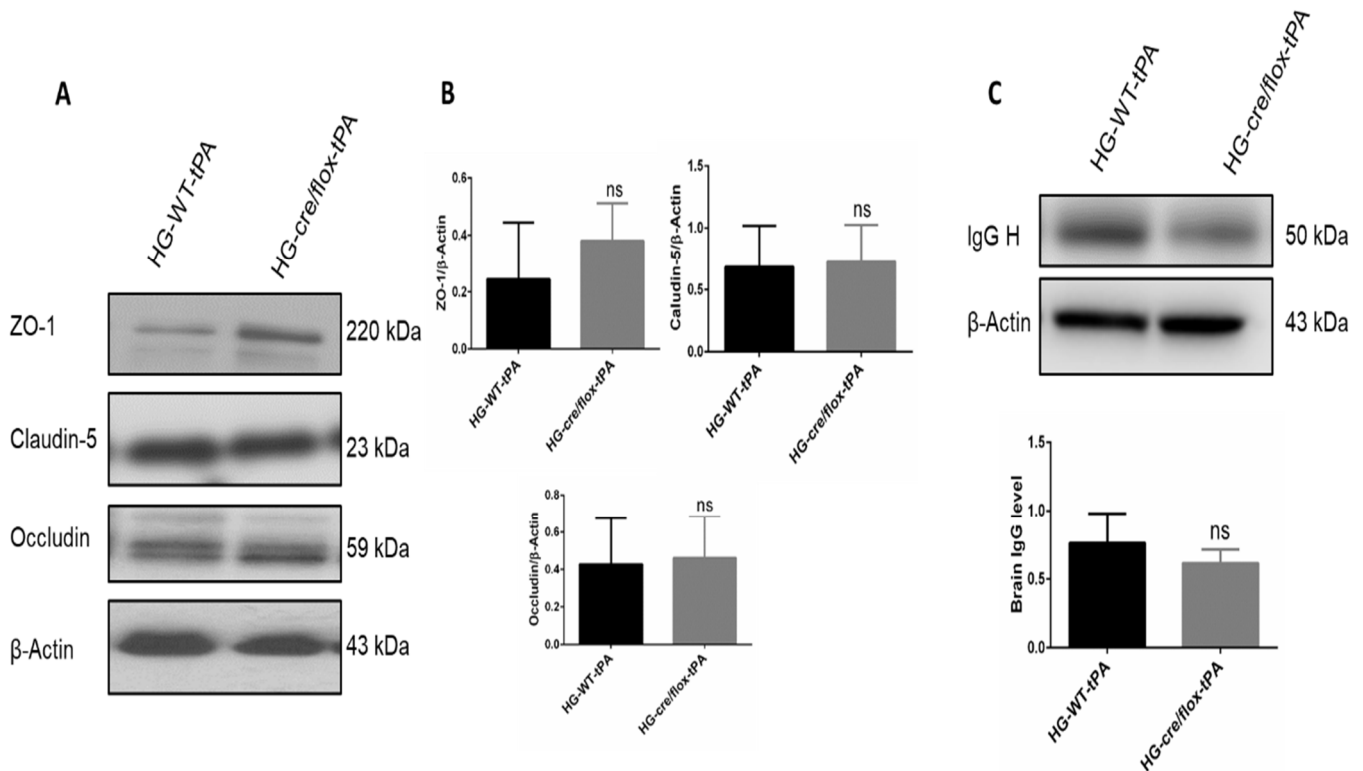 A
HG-WT-tPA
HG-cre/flox-tPA
ZO-1
220 kDa
Claudin-5
23 kDa
Occludin
59 kDa
β-Actin
43 kDa
B
ZO-1/β-Actin
0.6
0.4
0.2
0.0
ns
HG-WT-tPA
HG-cre/flox-tPA
Caludin-5/β-Actin
1.5
1.0
0.5
0.0
ns
HG-WT-tPA
HG-cre/flox-tPA
Occludin/β-Actin
0.8
0.6
0.4
0.2
0.0
ns
HG-WT-tPA
HG-cre/flox-tPA
C
HG-WT-tPA
HG-cre/flox-tPA
IgG H
50 kDa
β-Actin
43 kDa
Brain IgG level
1.5
1.0
0.5
0.0
ns
HG-WT-tPA
HG-cre/flox-tPA